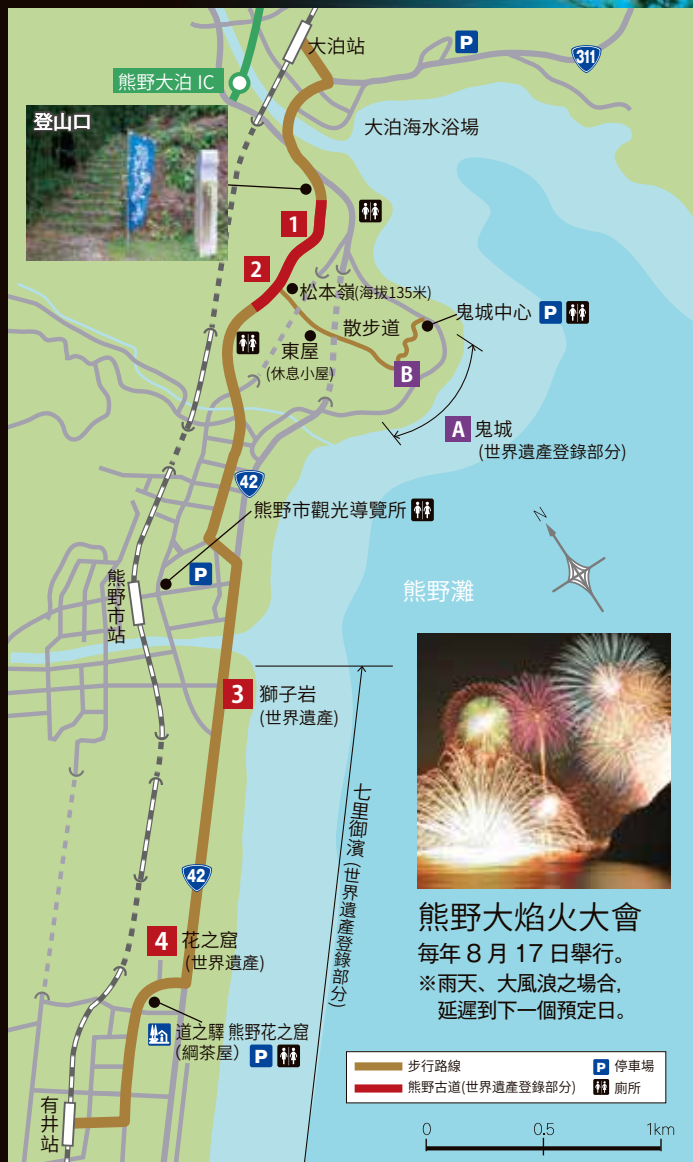 大泊站
P
311
熊野大泊 IC
登山口
大泊海水浴場
1
2
松本嶺(海拔135米)
散步道
鬼城中心 P
東屋
(休息小屋)
B
A 鬼城
(世界遺產登錄部分)
42
熊野市觀光導覽所
N
P
熊野市站
熊野灘
3 獅子岩
(世界遺產)
七里御濱(世界遺產登錄部分)
42
4 花之窟
(世界遺產)
道之驛 熊野花之窟
(綱茶屋) P
有井站
熊野大焰火大會
每年 8 月 17 日舉行。
※雨天、大風浪之場合,
延遲到下一個預定日。
步行路線
P 停車場
熊野古道(世界遺產登錄部分)
廁所
0 0.5 1km